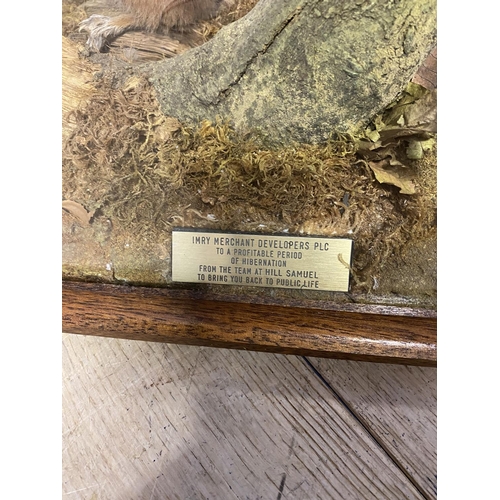 IMRY MERCHANT DEVELOPERS PLC
TO A PROFITABLE PERIOD
OF HIBERNATION
FROM THE TEAM AT HILL SAMUEL
TO BRING YOU BACK TO PUBLIC LIFE